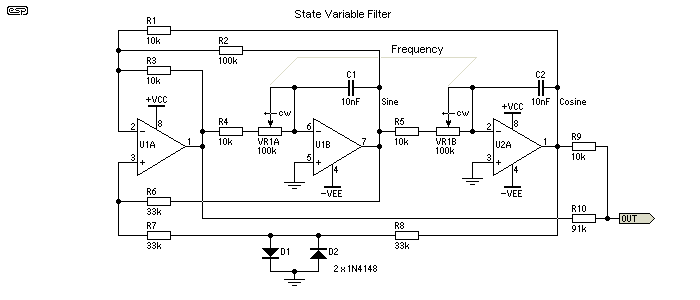 esp
State Variable Filter
R1
10k
R2
100k
R3
10k
Frequency
C1
10nF
Sine
C2
10nF
Cosine
+VCC
8
2
−
U1A
3
+
1
R4
10k
cw
VR1A
100k
6
−
U1B
5
+
7
4
-VEE
R5
10k
cw
VR1B
100k
+VCC
8
2
−
U2A
3
+
1
4
-VEE
R9
10k
R6
33k
R10
91k
OUT
R7
33k
R8
33k
D1
D2
2 x 1N4148